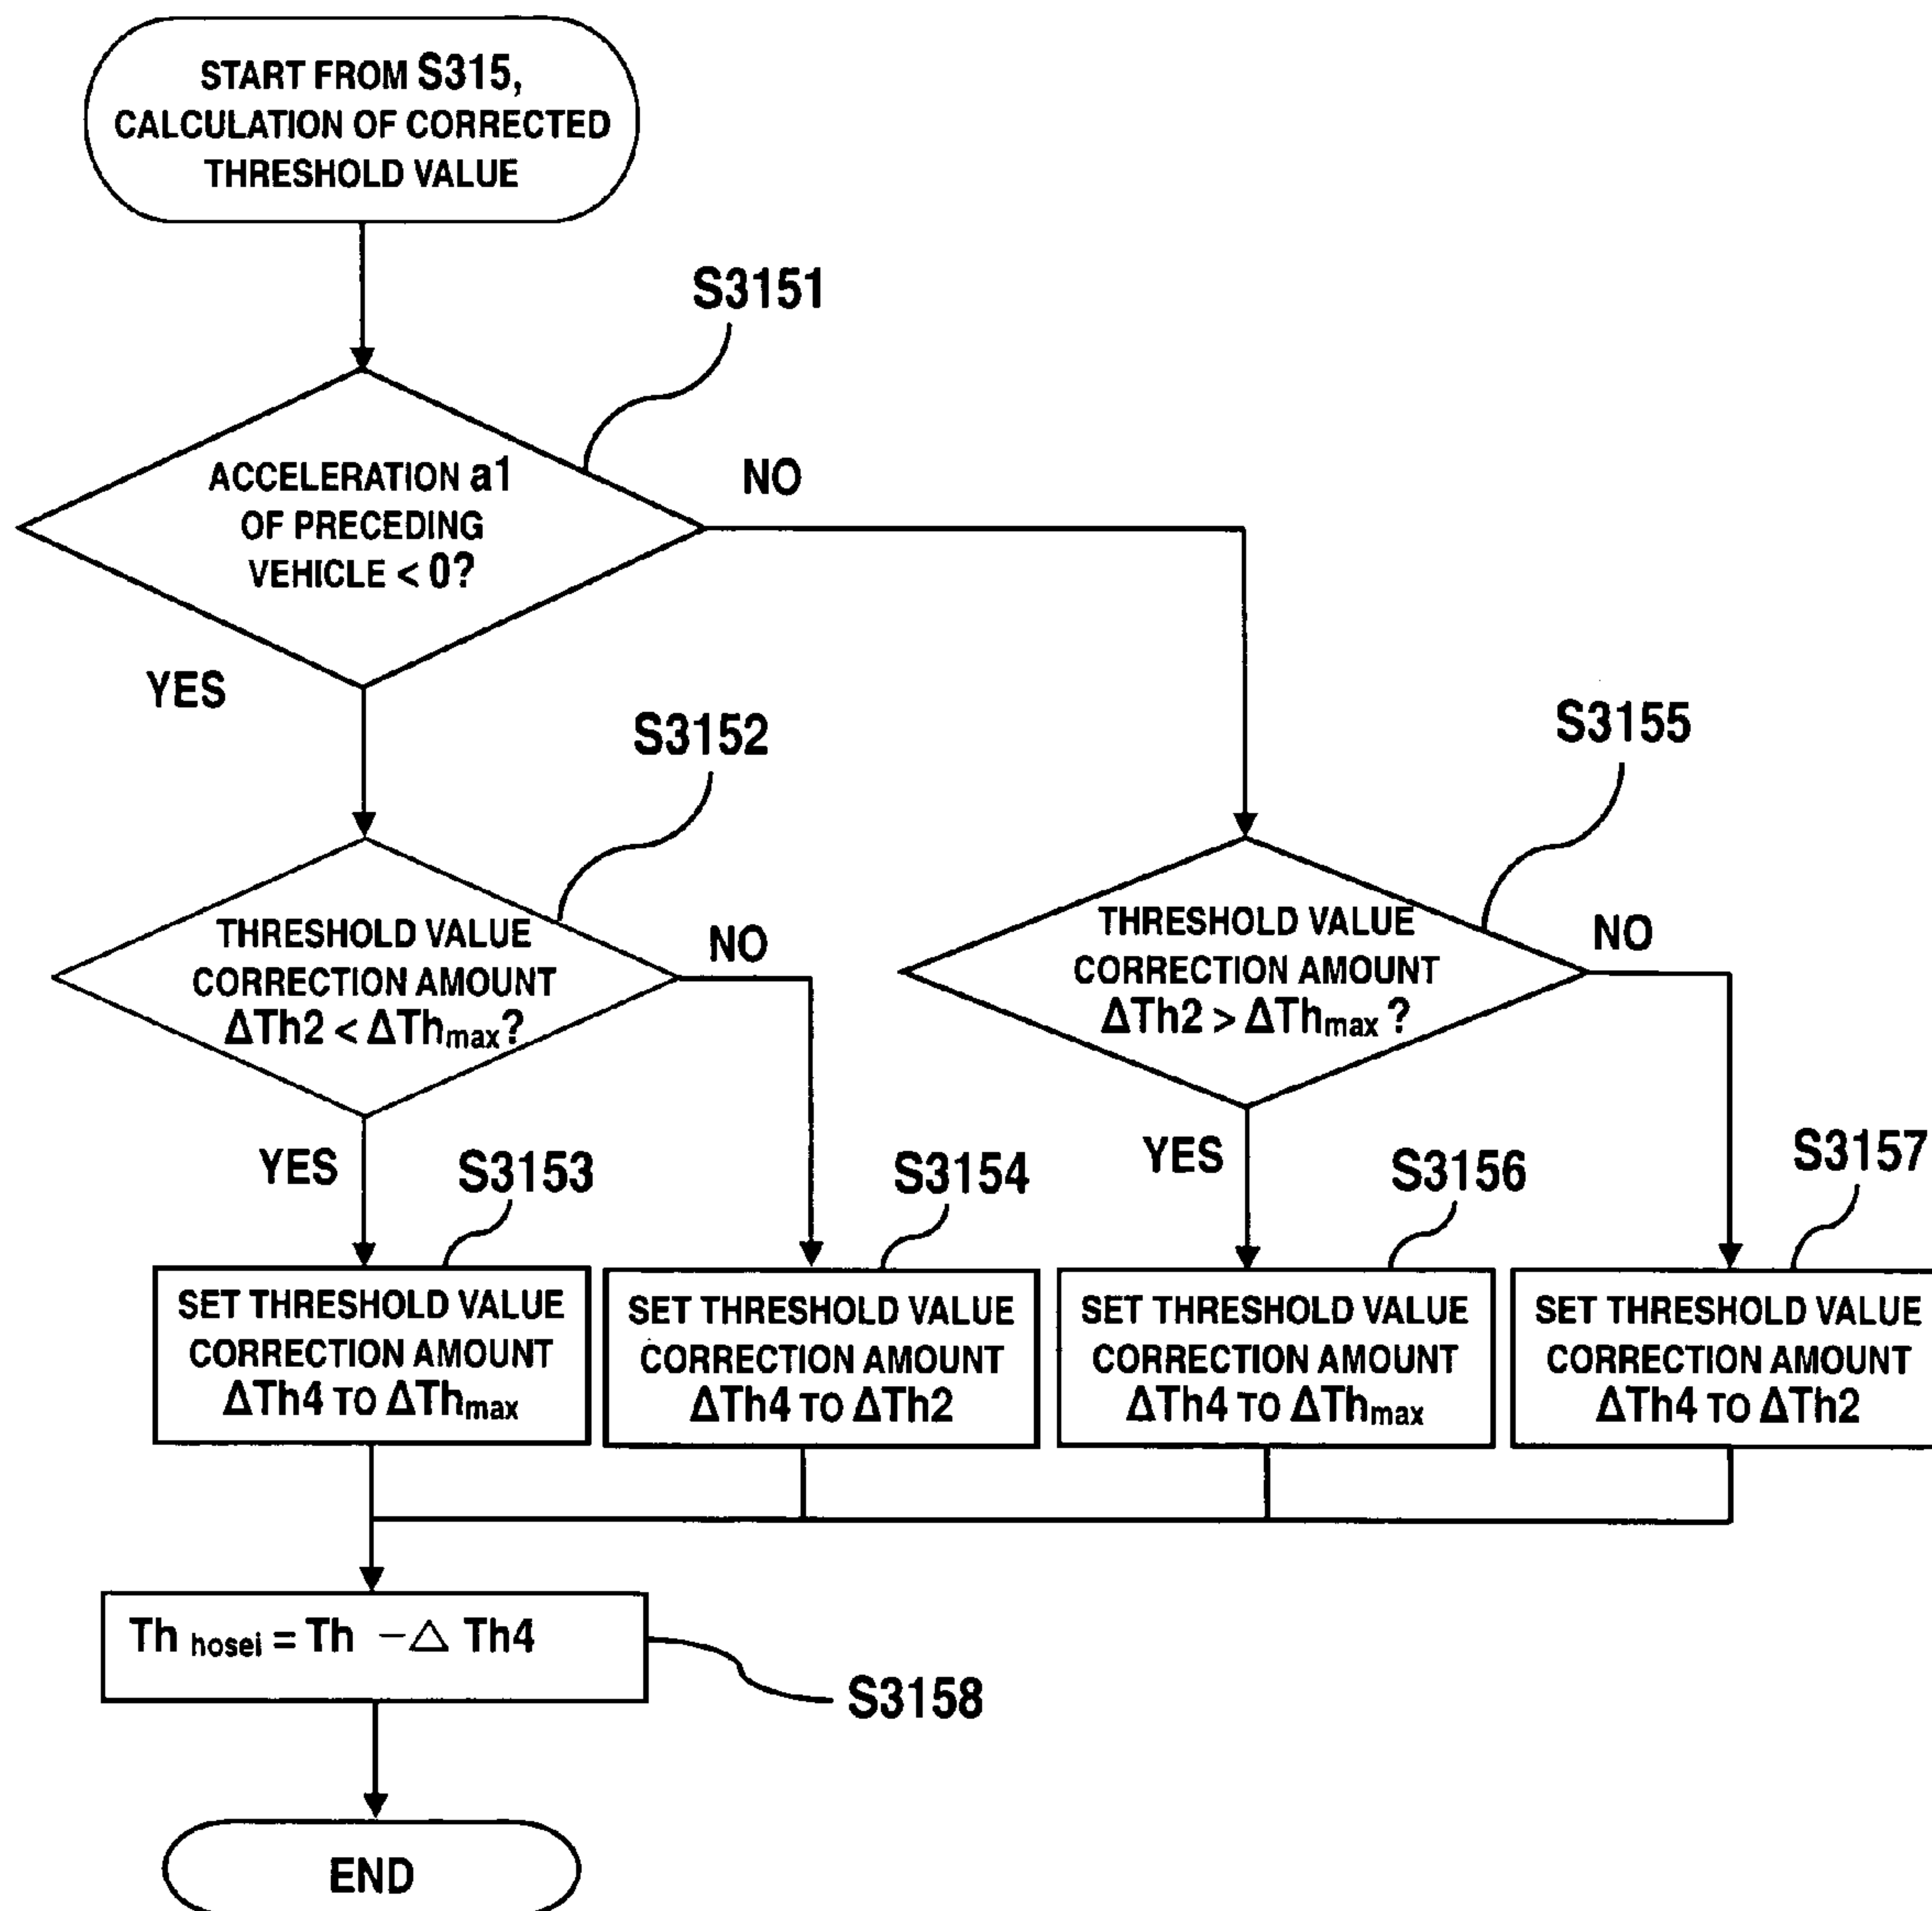 START FROM S315,
CALCULATION OF CORRECTED
THRESHOLD VALUE
S3151
ACCELERATION a1
OF PRECEDING
VEHICLE < 0?
NO
YES
S3152
S3155
THRESHOLD VALUE
CORRECTION AMOUNT
ΔTh2 < ΔThmax?
NO
THRESHOLD VALUE
CORRECTION AMOUNT
ΔTh2 > ΔThmax ?
NO
YES
S3153
S3154
YES
S3156
S3157
SET THRESHOLD VALUE
CORRECTION AMOUNT
ΔTh4 TO ΔThmax
SET THRESHOLD VALUE
CORRECTION AMOUNT
ΔTh4 TO ΔTh2
SET THRESHOLD VALUE
CORRECTION AMOUNT
ΔTh4 TO ΔThmax
SET THRESHOLD VALUE
CORRECTION AMOUNT
ΔTh4 TO ΔTh2
Th hosei = Th −△ Th4
S3158
END